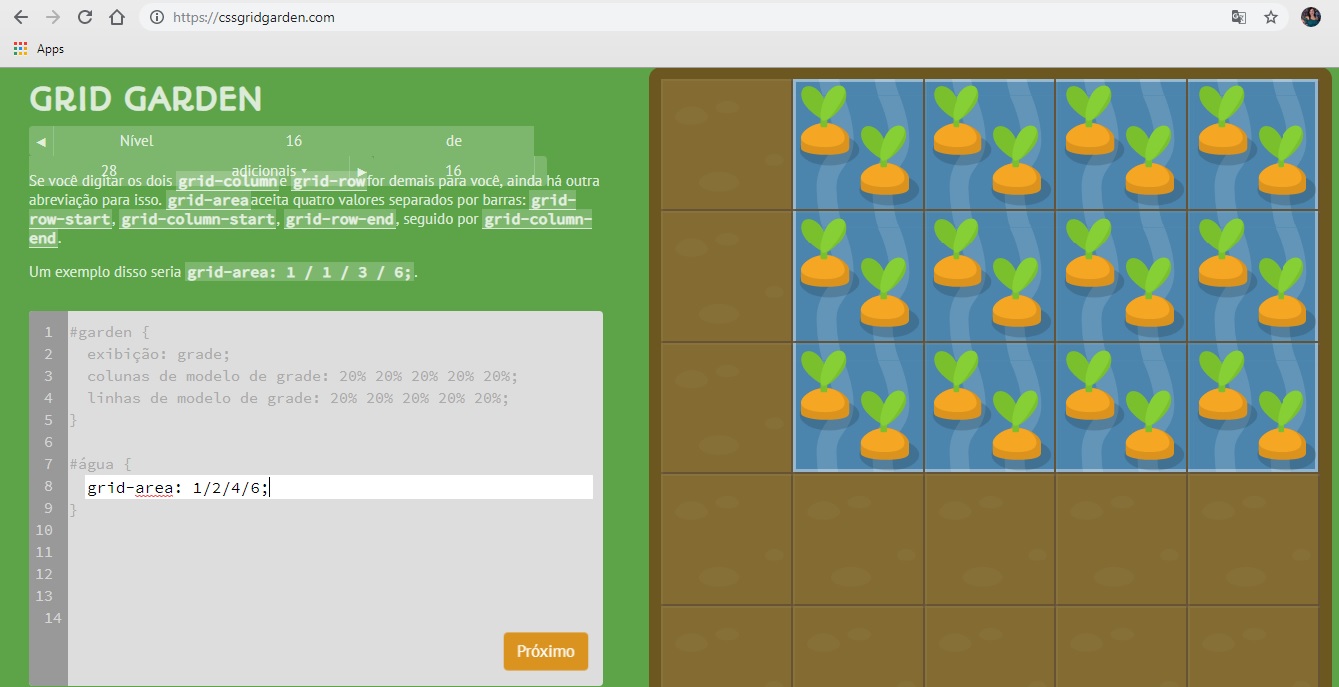 https://cssgridgarden.com
Apps
GRID GARDEN
◀ Nível 16 de
28 adicionais ▾ ▶ 16
Se você digitar os dois grid-column e grid-row for demais para você, ainda há outra
abreviação para isso. grid-area aceita quatro valores separados por barras: grid-
row-start, grid-column-start, grid-row-end, seguido por grid-column-
end.
Um exemplo disso seria grid-area: 1 / 1 / 3 / 6;.
1 #garden {
2 exibição: grade;
3 colunas de modelo de grade: 20% 20% 20% 20% 20%;
4 linhas de modelo de grade: 20% 20% 20% 20% 20%;
5 }
6
7 #água {
8 grid-area: 1/2/4/6;
9 }
10
11
12
13
14
Próximo